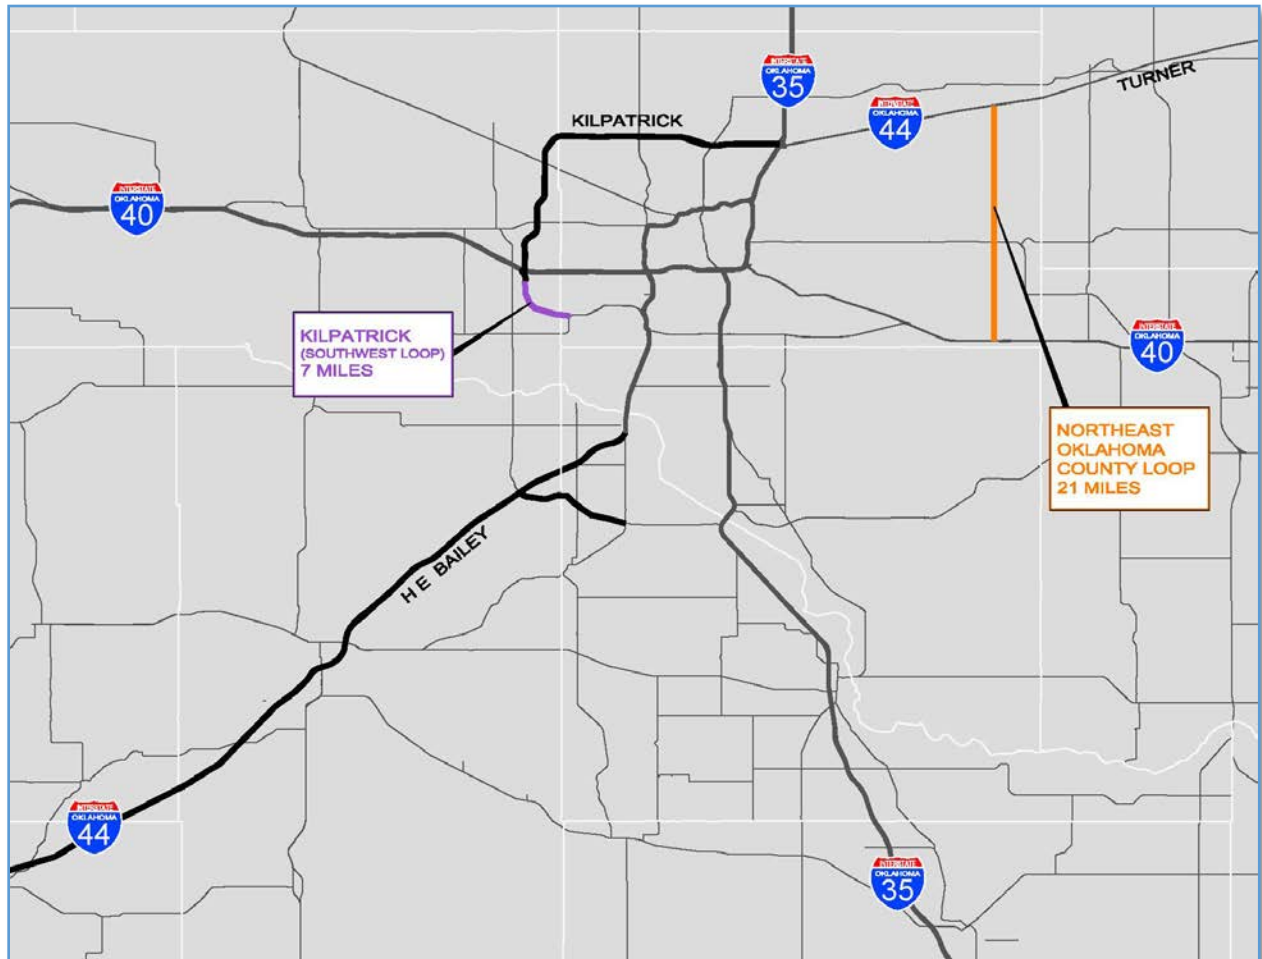 INTERSTATE
OKLAHOMA
35
TURNER
INTERSTATE
OKLAHOMA
44
KILPATRICK
INTERSTATE
OKLAHOMA
40
KILPATRICK
(SOUTHWEST LOOP)
7 MILES
INTERSTATE
OKLAHOMA
40
NORTHEAST
OKLAHOMA
COUNTY LOOP
21 MILES
H E BAILEY
INTERSTATE
OKLAHOMA
44
INTERSTATE
OKLAHOMA
35